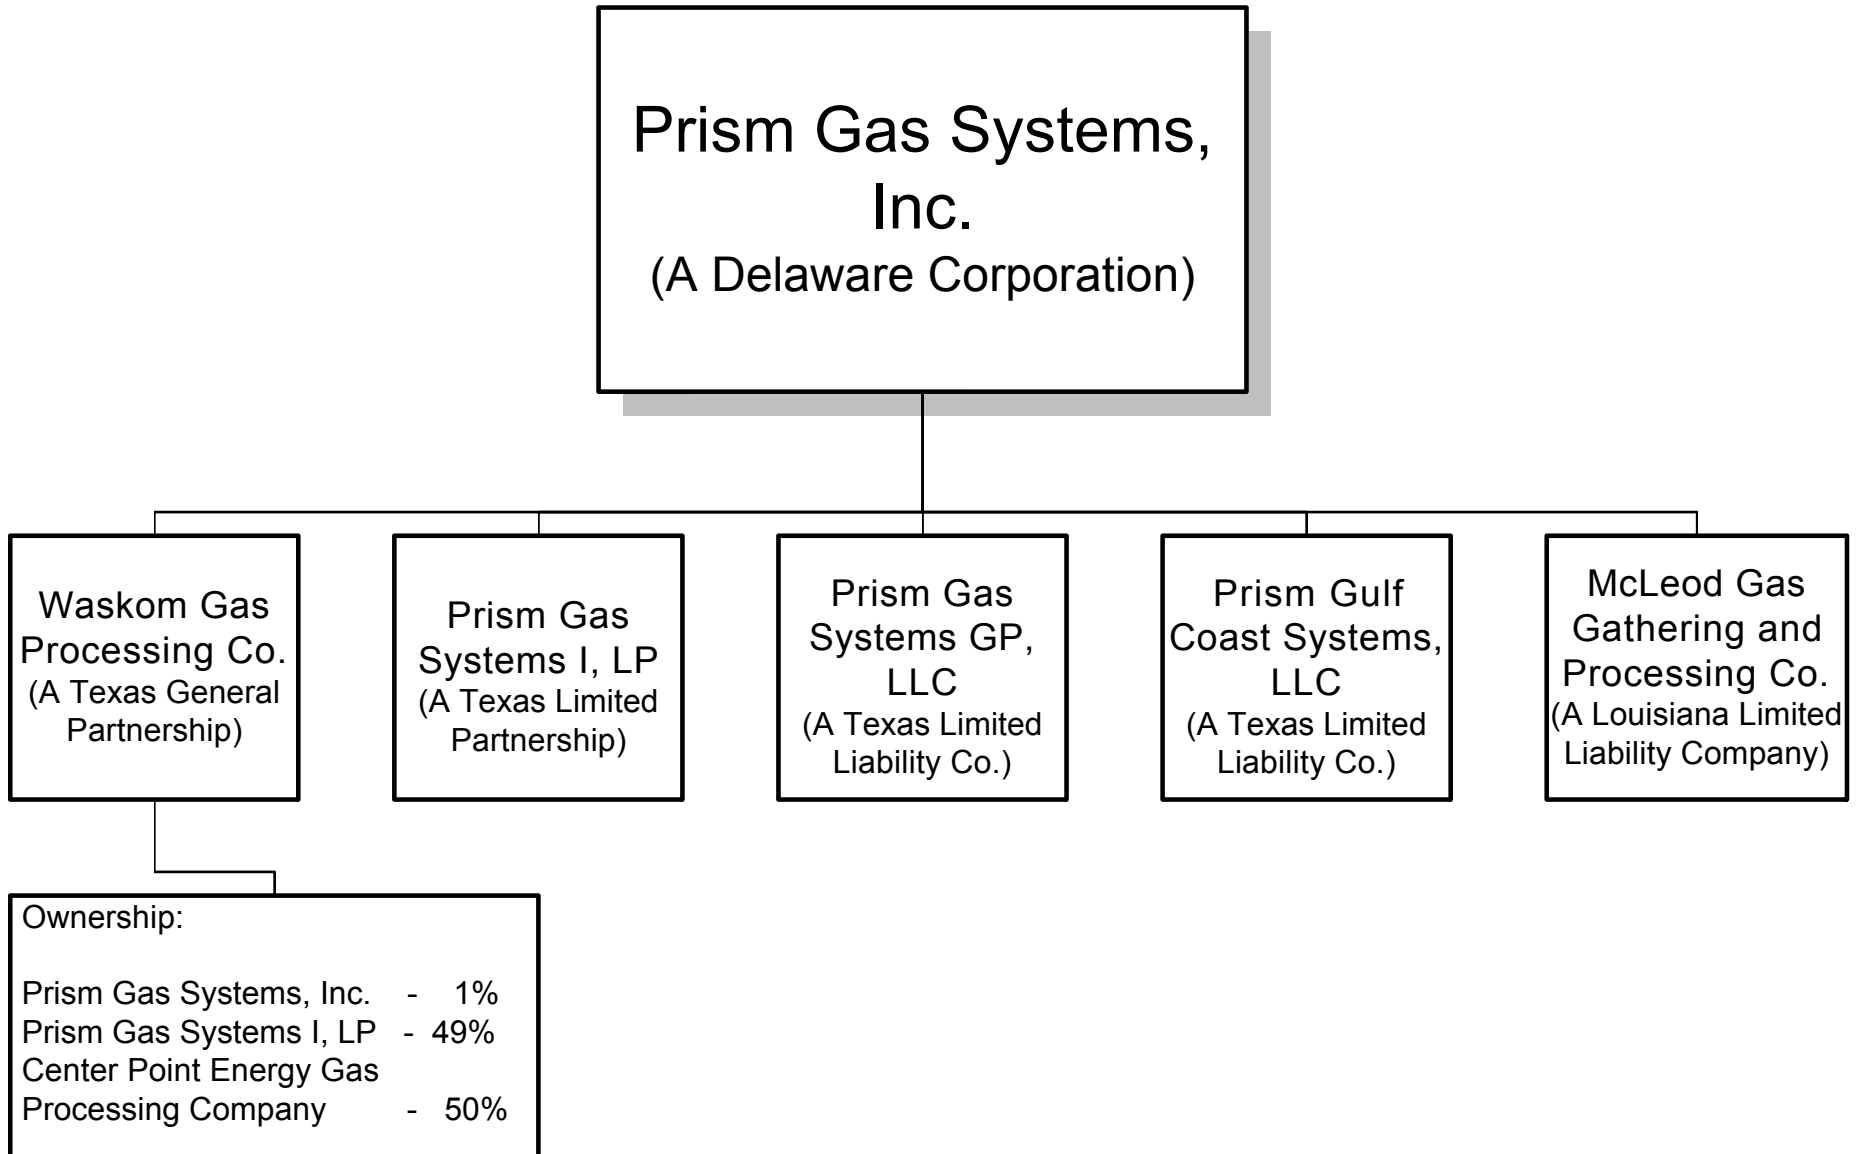 Prism Gas Systems,
Inc.
(A Delaware Corporation)
Waskom Gas
Processing Co.
(A Texas General
Partnership)
Prism Gas
Systems I, LP
(A Texas Limited
Partnership)
Prism Gas
Systems GP,
LLC
(A Texas Limited
Liability Co.)
Prism Gulf
Coast Systems,
LLC
(A Texas Limited
Liability Co.)
McLeod Gas
Gathering and
Processing Co.
(A Louisiana Limited
Liability Company)
Ownership:
Prism Gas Systems, Inc. - 1%
Prism Gas Systems I, LP - 49%
Center Point Energy Gas
Processing Company - 50%